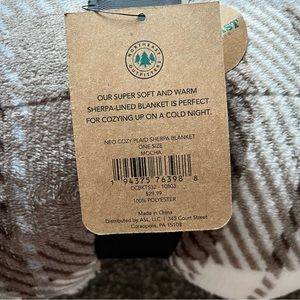 NORTHEAST
OUTFITTERS
OUR SUPER SOFT AND WARM
SHERPA-LINED BLANKET IS PERFECT
FOR COZYING UP ON A COLD NIGHT.
NEO COZY PLAID SHERPA BLANKET
ONE SIZE
MOCHA
1 94375 76398 8
OCBKTS32 - 10803
$29.99
100% POLYESTER
Made in China
Distributed by ASL, LLC | 345 Court Street
Coraopolis, PA 15108